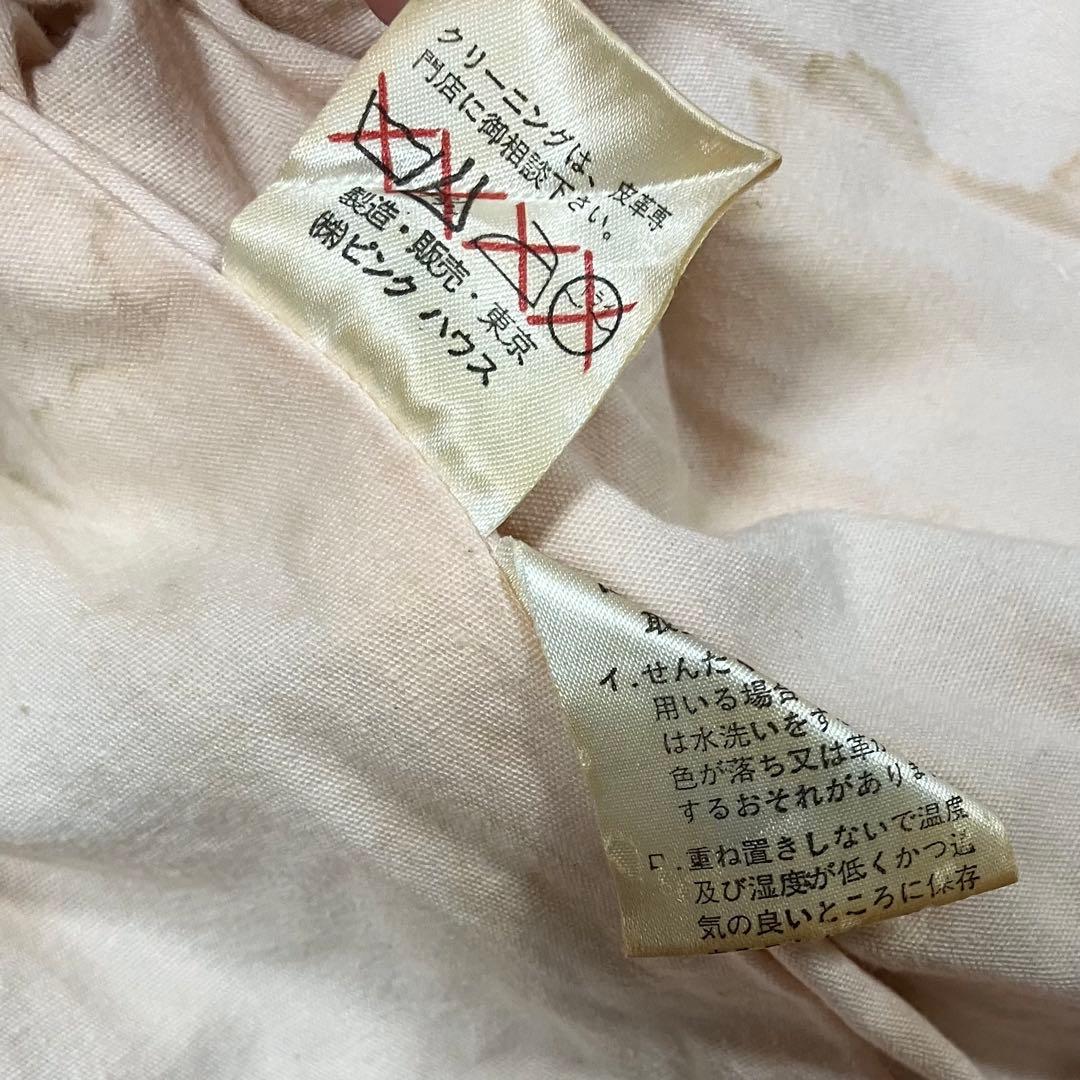 クリーニングは、皮革専
門店に御相談下さい。
製造・販売・東京
㈱ピンク ハウス
取
イ.せんた
用いる場合
は水洗いをす
色が落ち又は革
するおそれがありま
ロ.重ね置きしないで温度
及び湿度が低くかつ通
気の良いところに保存